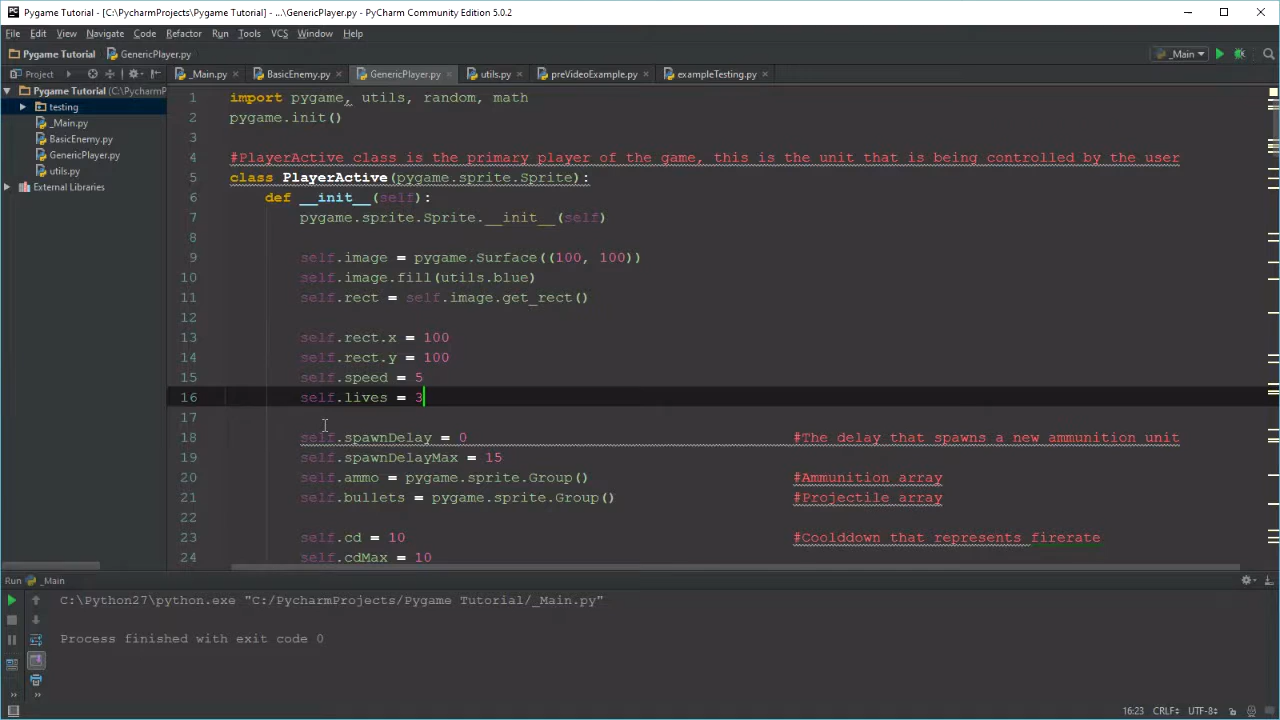 Pygame Tutorial - [C:\PycharmProjects\Pygame Tutorial] - ...\GenericPlayer.py - PyCharm Community Edition 5.0.2
File Edit View Navigate Code Refactor Run Tools VCS Window Help
Pygame Tutorial GenericPlayer.py _Main
Project _Main.py BasicEnemy.py GenericPlayer.py utils.py preVideoExample.py exampleTesting.py
Pygame Tutorial (C:\PycharmP
testing
_Main.py
BasicEnemy.py
GenericPlayer.py
utils.py
External Libraries
1 import pygame, utils, random, math
2 pygame.init()
3
4 #PlayerActive class is the primary player of the game, this is the unit that is being controlled by the user
5 class PlayerActive(pygame.sprite.Sprite):
6 def __init__(self):
7 pygame.sprite.Sprite.__init__(self)
8
9 self.image = pygame.Surface((100, 100))
10 self.image.fill(utils.blue)
11 self.rect = self.image.get_rect()
12
13 self.rect.x = 100
14 self.rect.y = 100
15 self.speed = 5
16 self.lives = 3
17
18 self.spawnDelay = 0 #The delay that spawns a new ammunition unit
19 self.spawnDelayMax = 15
20 self.ammo = pygame.sprite.Group() #Ammunition array
21 self.bullets = pygame.sprite.Group() #Projectile array
22
23 self.cd = 10 #Coolddown that represents firerate
24 self.cdMax = 10
Run _Main
C:\Python27\python.exe "C:/PycharmProjects/Pygame Tutorial/_Main.py"
Process finished with exit code 0
16:23 CRLF UTF-8